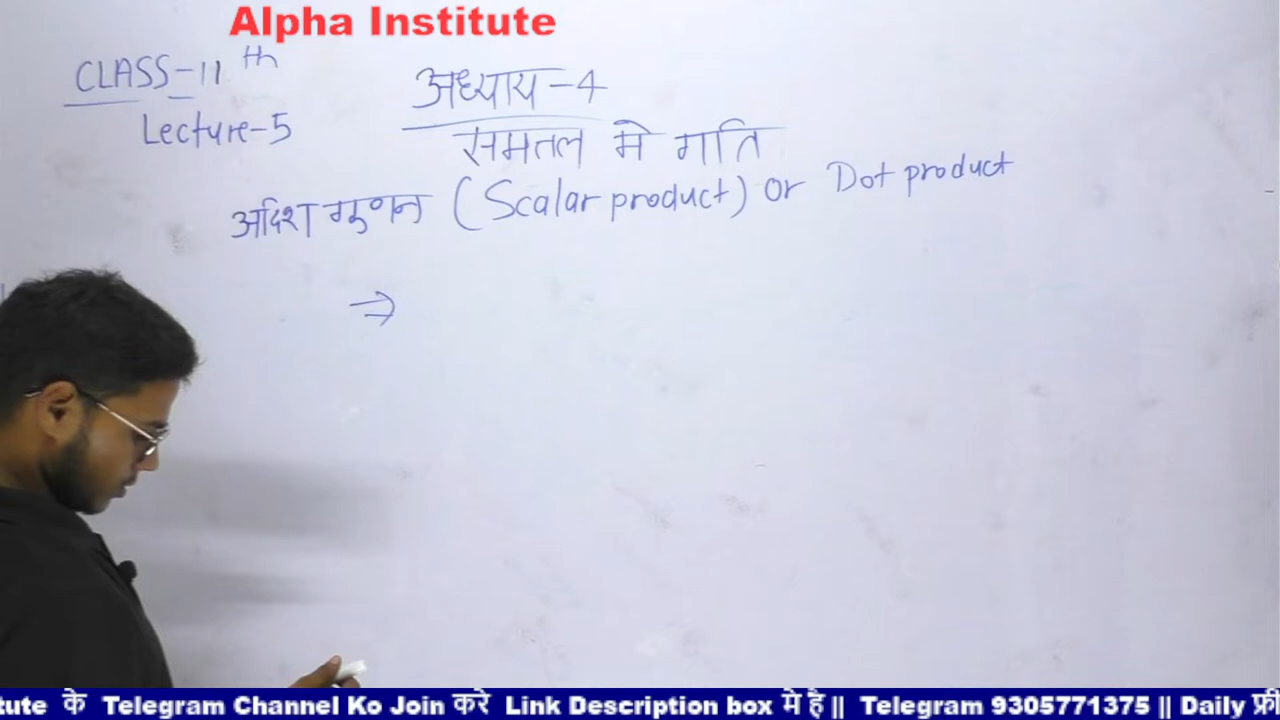 Alpha Institute
CLASS-11th
Lecture-5
अध्याय-4
समतल मे गति
अदिश गुणन (Scalar product) or Dot product
⇒
tute के Telegram Channel Ko Join करे Link Description box मे है || Telegram 9305771375 || Daily फ्री